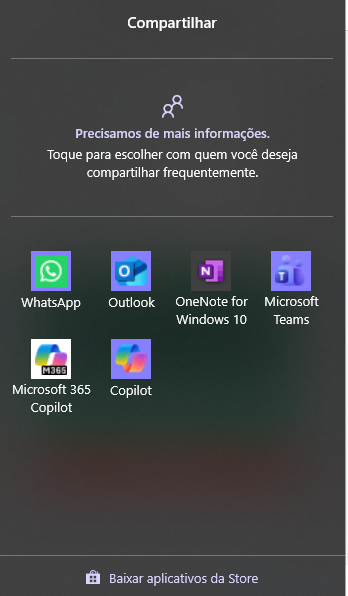 Compartilhar
Precisamos de mais informações.
Toque para escolher com quem você deseja
compartilhar frequentemente.
WhatsApp
Outlook
OneNote for
Windows 10
Microsoft
Teams
M365
Microsoft 365
Copilot
Copilot
Baixar aplicativos da Store